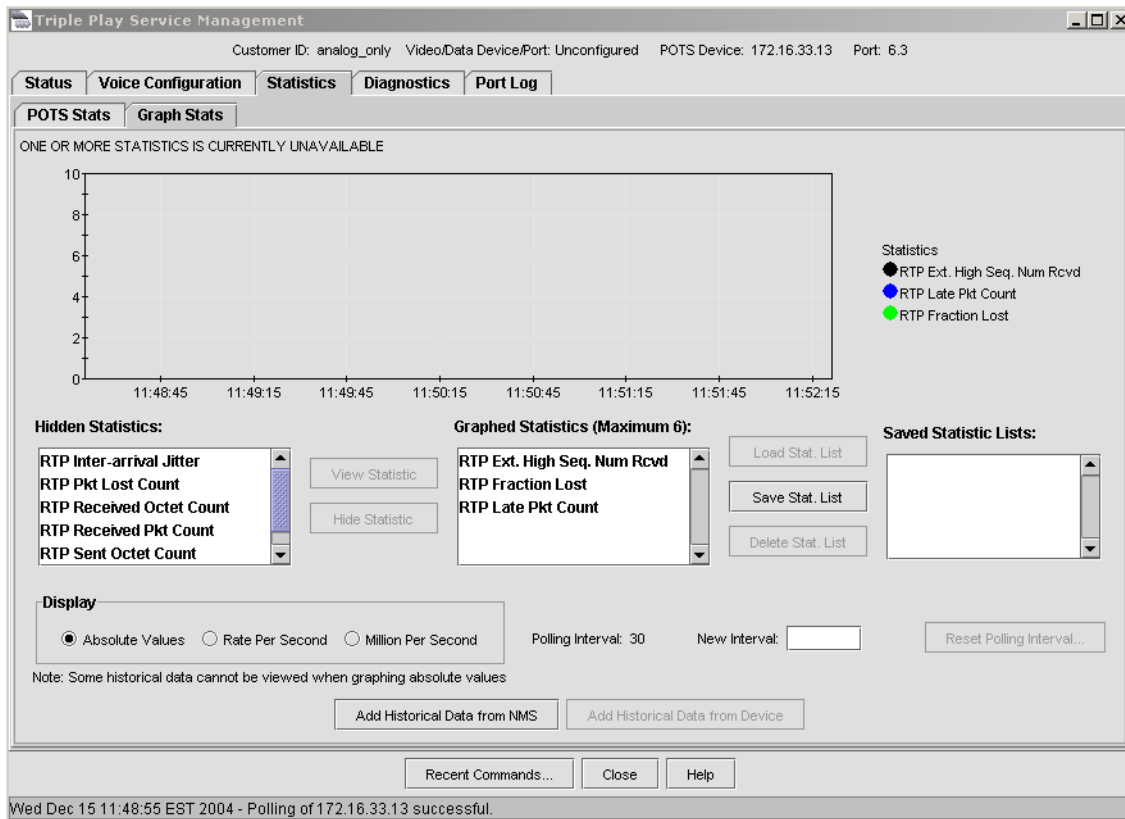 Triple Play Service Management
Customer ID: analog_only Video/Data Device/Port: Unconfigured POTS Device: 172.16.33.13 Port: 6.3
Status Voice Configuration Statistics Diagnostics Port Log
POTS Stats Graph Stats
ONE OR MORE STATISTICS IS CURRENTLY UNAVAILABLE
10
8
6
4
2
0
11:48:45 11:49:15 11:49:45 11:50:15 11:50:45 11:51:15 11:51:45 11:52:15
Statistics
RTP Ext. High Seq. Num Rcvd
RTP Late Pkt Count
RTP Fraction Lost
Hidden Statistics:
RTP Inter-arrival Jitter
RTP Pkt Lost Count
RTP Received Octet Count
RTP Received Pkt Count
RTP Sent Octet Count
View Statistic
Hide Statistic
Graphed Statistics (Maximum 6):
RTP Ext. High Seq. Num Rcvd
RTP Fraction Lost
RTP Late Pkt Count
Load Stat. List
Save Stat. List
Delete Stat. List
Saved Statistic Lists:
Display
Absolute Values Rate Per Second Million Per Second
Polling Interval: 30 New Interval: Reset Polling Interval...
Note: Some historical data cannot be viewed when graphing absolute values
Add Historical Data from NMS Add Historical Data from Device
Recent Commands... Close Help
Wed Dec 15 11:48:55 EST 2004 - Polling of 172.16.33.13 successful.